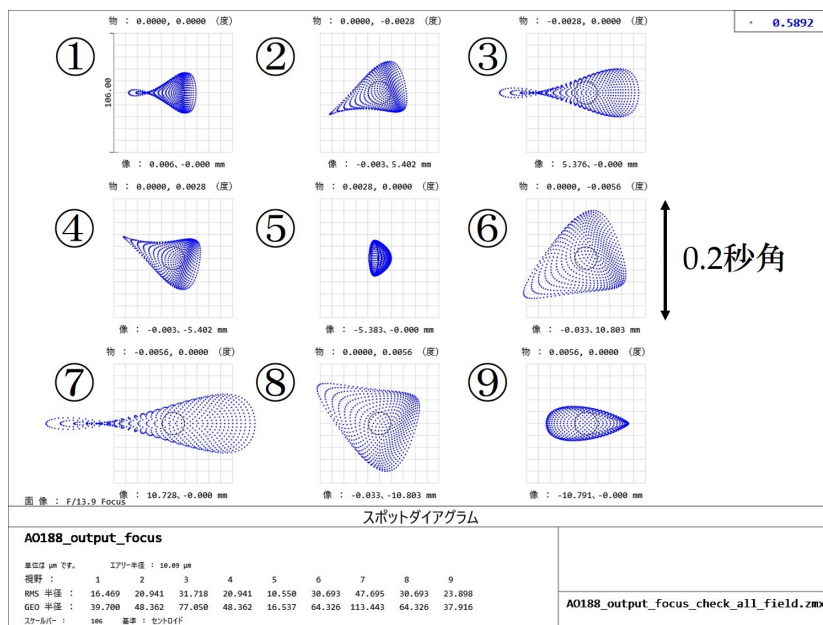 物 : 0.0000, 0.0000 (度)
物 : 0.0000, -0.0028 (度)
物 : -0.0028, 0.0000 (度)
+ 0.5892
①
②
③
106.00
像 : 0.006、-0.000 mm
像 : -0.003、5.402 mm
像 : 5.376、-0.000 mm
物 : 0.0000, 0.0028 (度)
物 : 0.0028, 0.0000 (度)
物 : 0.0000, -0.0056 (度)
④
⑤
⑥
0.2秒角
像 : -0.003、-5.402 mm
像 : -5.383、-0.000 mm
像 : -0.033、10.803 mm
物 : -0.0056, 0.0000 (度)
物 : 0.0000, 0.0056 (度)
物 : 0.0056, 0.0000 (度)
⑦
⑧
⑨
像 : 10.728、-0.000 mm
像 : -0.033、-10.803 mm
像 : -10.791、-0.000 mm
面 像 : F/13.9 Focus
スポットダイアグラム
AO188_output_focus
単位は μm です。 エアリー半径 : 10.09 μm
視野 : 1 2 3 4 5 6 7 8 9
RMS 半径 : 16.469 20.941 31.718 20.941 10.550 30.693 47.695 30.693 23.898
GEO 半径 : 39.700 48.362 77.050 48.362 16.537 64.326 113.443 64.326 37.916
スケールバー : 106 基準 : セントロイド
AO188_output_focus_check_all_field.zmx